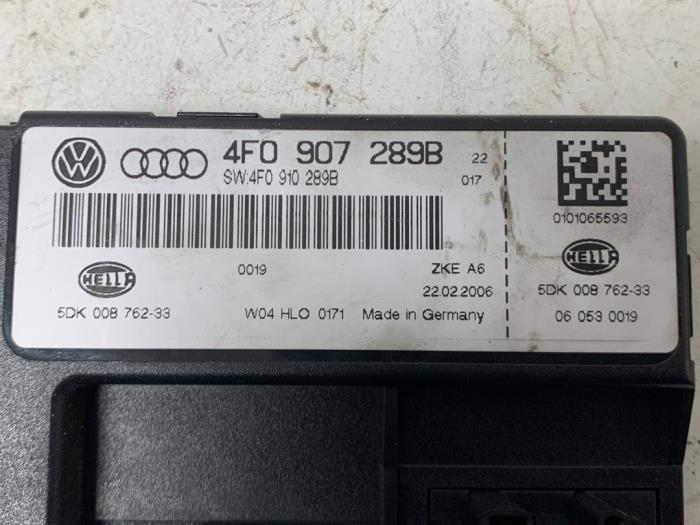 VW 4F0 907 289B 22
SW:4F0 910 289B 017
0101065593
HELLA 0019 ZKE A6 HELLA
22.02.2006
5DK 008 762-33 W04 HLO 0171 Made in Germany
5DK 008 762-33
06 053 0019